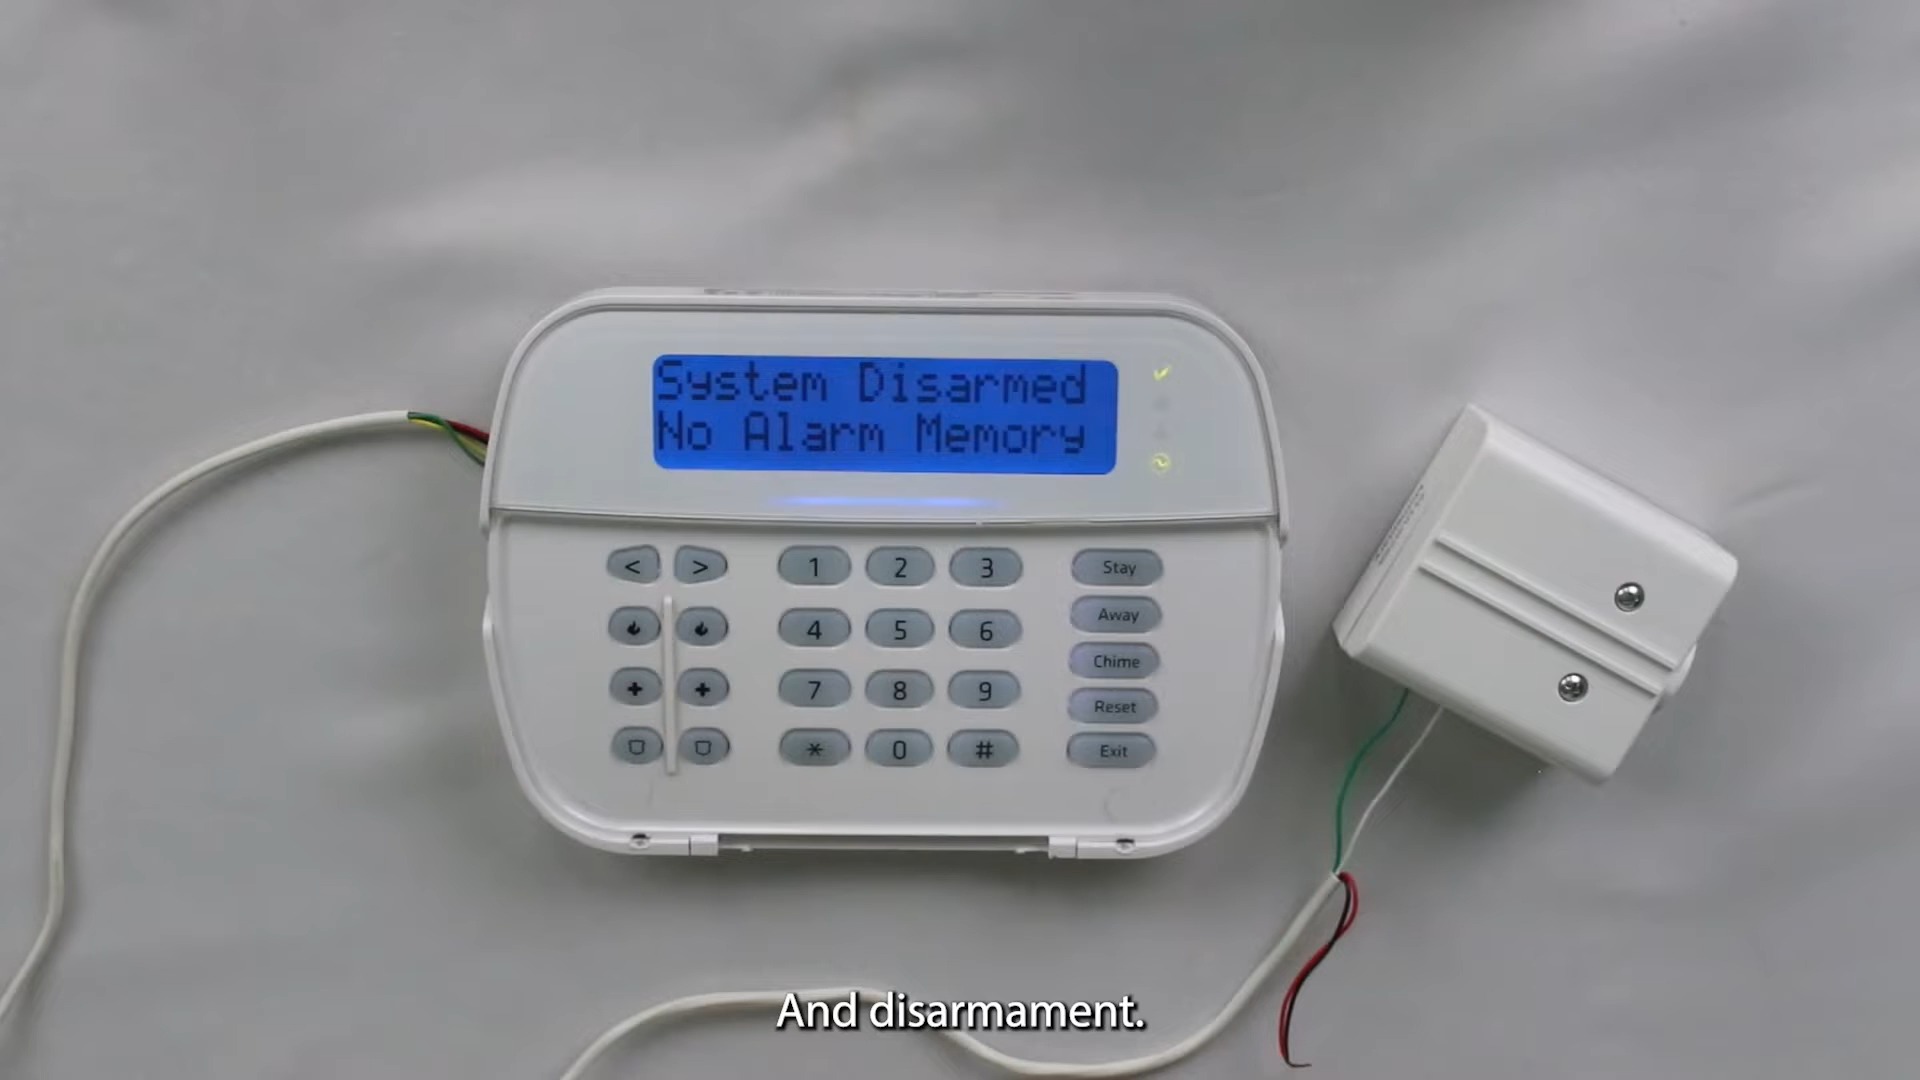 System Disarmed
No Alarm Memory
< > 1 2 3 Stay
4 5 6 Away
Chime
7 8 9
Reset
* 0 # Exit
And disarmament.